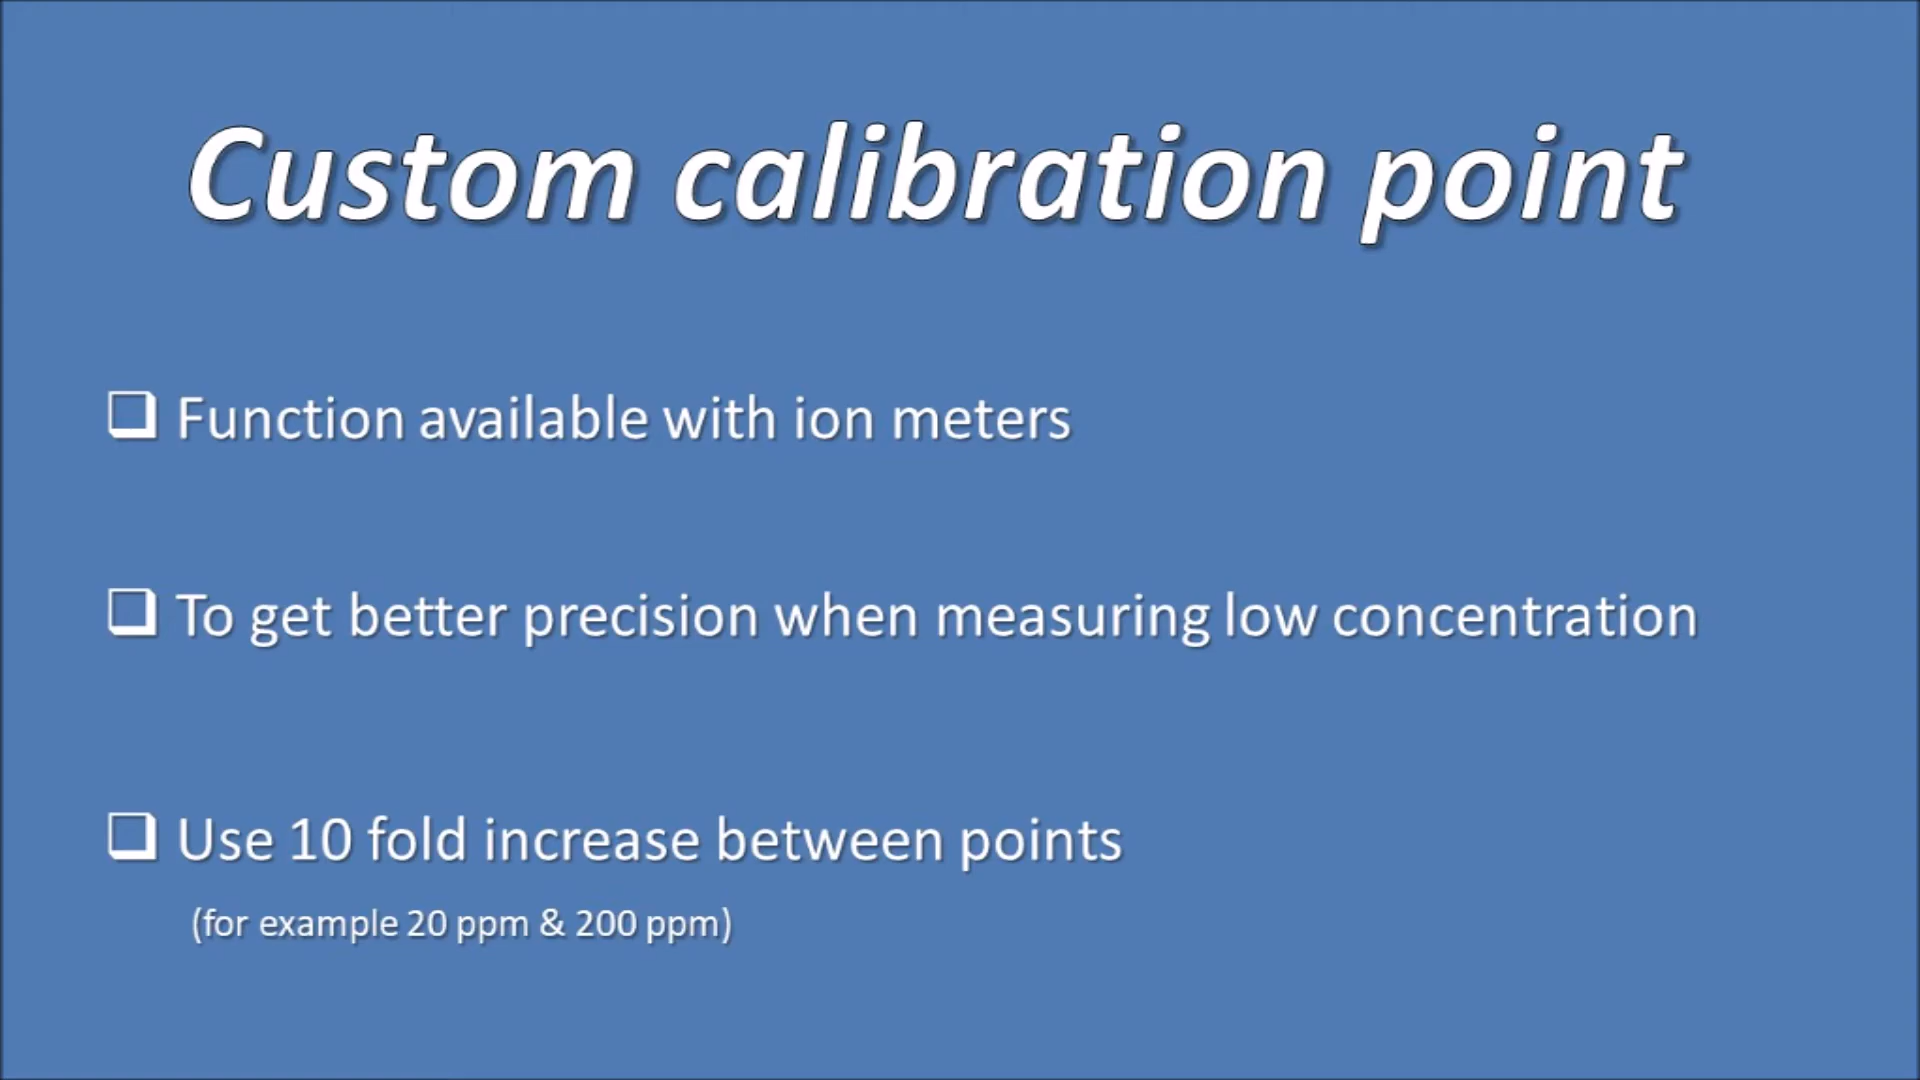 Custom calibration point
Function available with ion meters
To get better precision when measuring low concentration
Use 10 fold increase between points
(for example 20 ppm & 200 ppm)